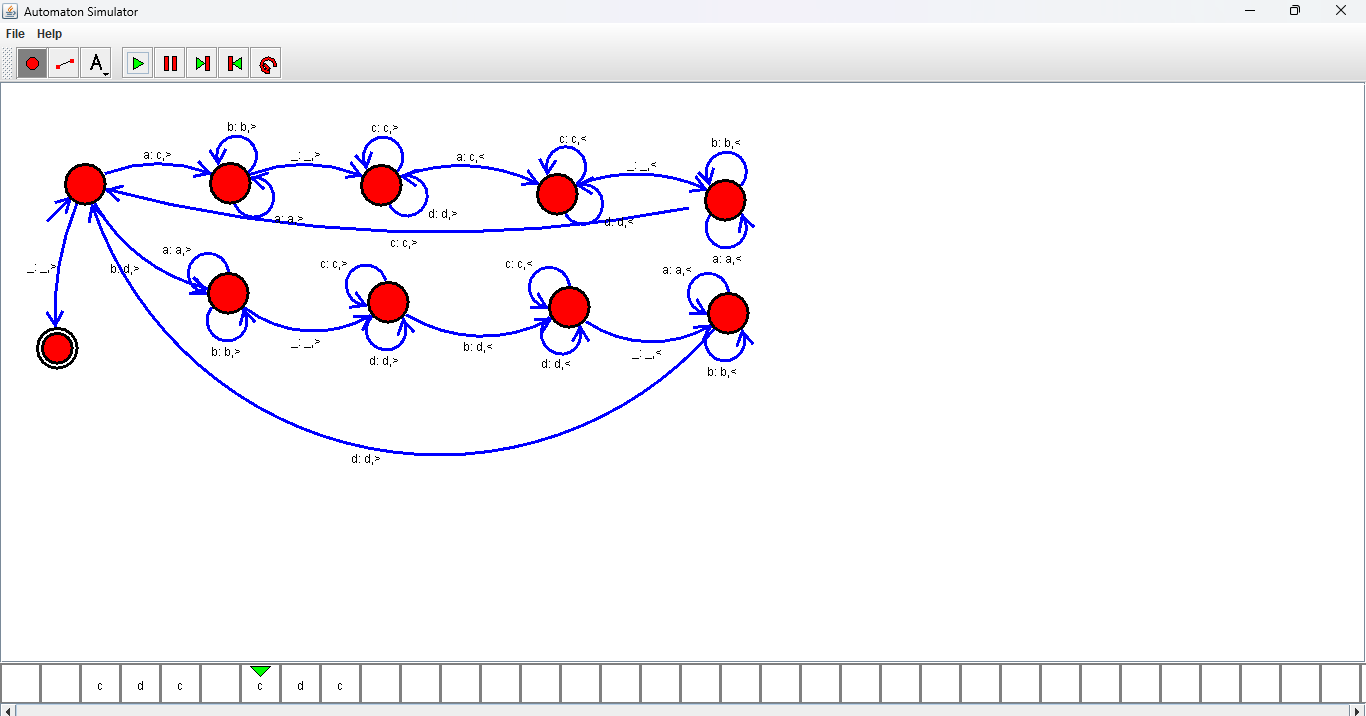 Automaton Simulator
File Help
A
b: b,>
c: c,>
c: c,<
b: b,<
a: c,>
_: _,>
a: c,<
_: _,<
a: a,>
d: d,>
d: d,<
c: c,>
a: a,<
_: _,>
b: d,>
a: a,>
c: c,>
c: c,<
a: a,<
b: b,>
_: _,>
d: d,>
b: d,<
d: d,<
_: _,<
b: b,<
d: d,>
c d c c d c